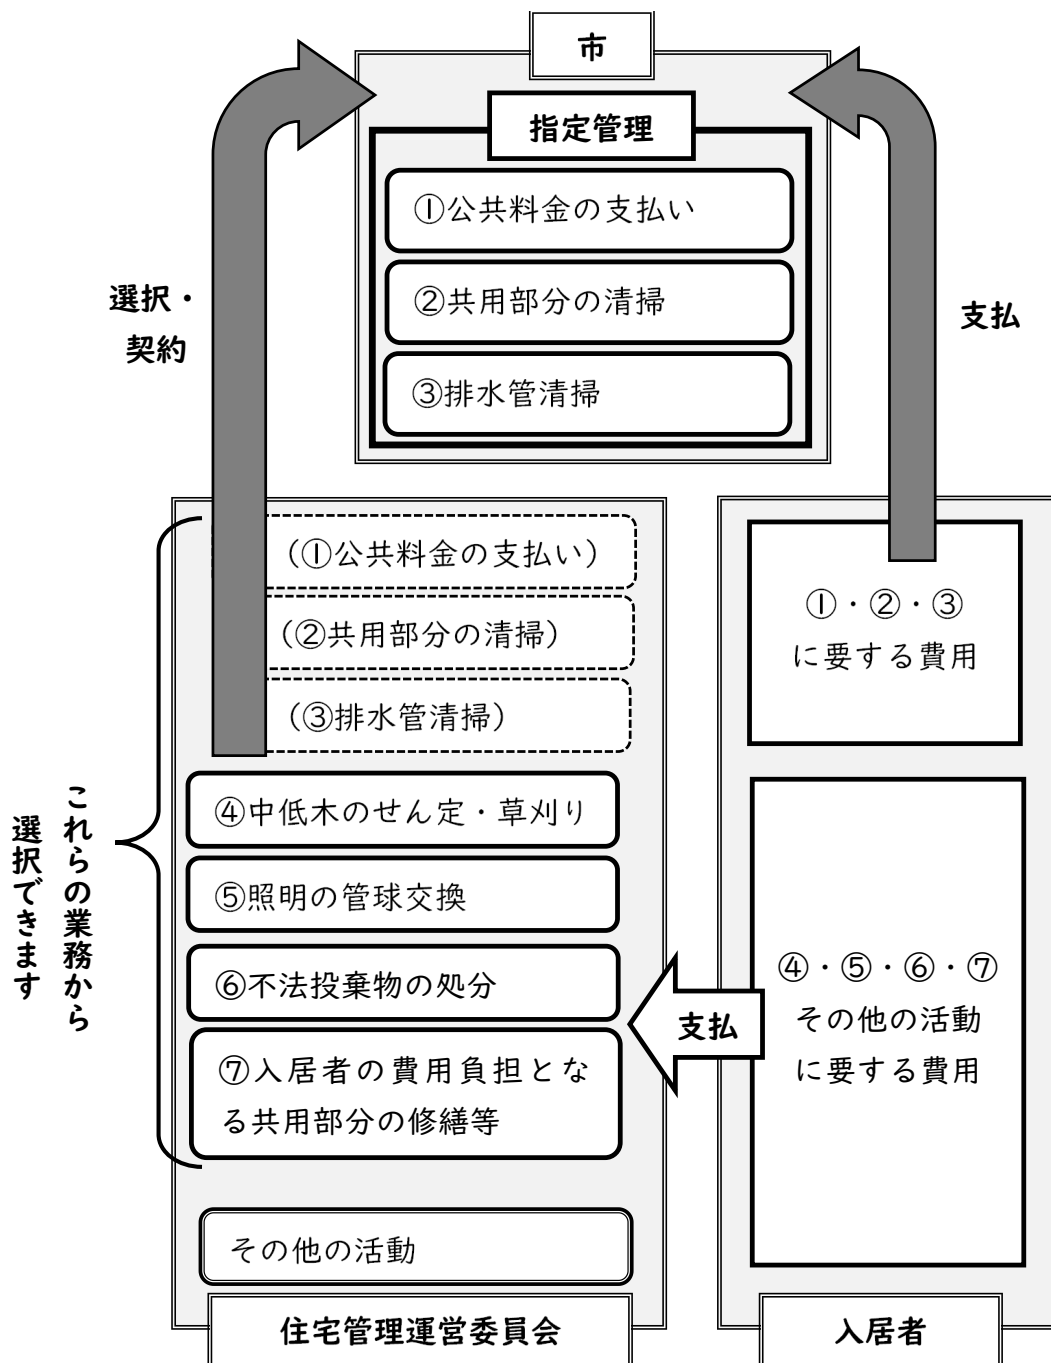 市
指定管理
①公共料金の支払い
②共用部分の清掃
③排水管清掃
選択・
契約
支払
（①公共料金の支払い）
（②共用部分の清掃）
（③排水管清掃）
④中低木のせん定・草刈り
⑤照明の管球交換
⑥不法投棄物の処分
⑦入居者の費用負担とな
る共用部分の修繕等
その他の活動
住宅管理運営委員会
これらの業務から
選択できます
①・②・③
に要する費用
支払
④・⑤・⑥・⑦
その他の活動
に要する費用
入居者